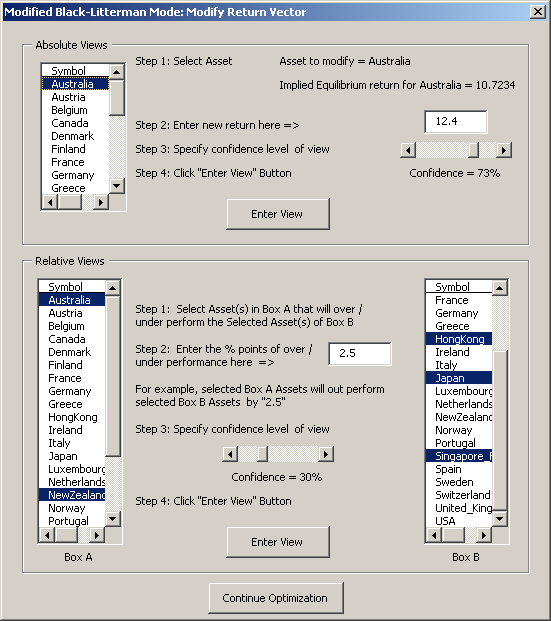 Modified Black-Litterman Mode: Modify Return Vector
Absolute Views
Symbol
Australia
Austria
Belgium
Canada
Denmark
Finland
France
Germany
Greece
Step 1: Select Asset
Asset to modify = Australia
Implied Equilibrium return for Australia = 10.7234
Step 2: Enter new return here =>
12.4
Step 3: Specify confidence level of view
Step 4: Click "Enter View" Button
Confidence = 73%
Enter View
Relative Views
Symbol
Australia
Austria
Belgium
Canada
Denmark
Finland
France
Germany
Greece
HongKong
Ireland
Italy
Japan
Luxembourg
Netherlands
NewZealand
Norway
Portugal
Box A
Step 1: Select Asset(s) in Box A that will over /
under perform the Selected Asset(s) of Box B
Step 2: Enter the % points of over /
under performance here =>
2.5
For example, selected Box A Assets will out perform
selected Box B Assets by "2.5"
Step 3: Specify confidence level of view
Confidence = 30%
Step 4: Click "Enter View" Button
Enter View
Symbol
France
Germany
Greece
HongKong
Ireland
Italy
Japan
Luxembourg
Netherlands
NewZealand
Norway
Portugal
Singapore_F
Spain
Sweden
Switzerland
United_King
USA
Box B
Continue Optimization